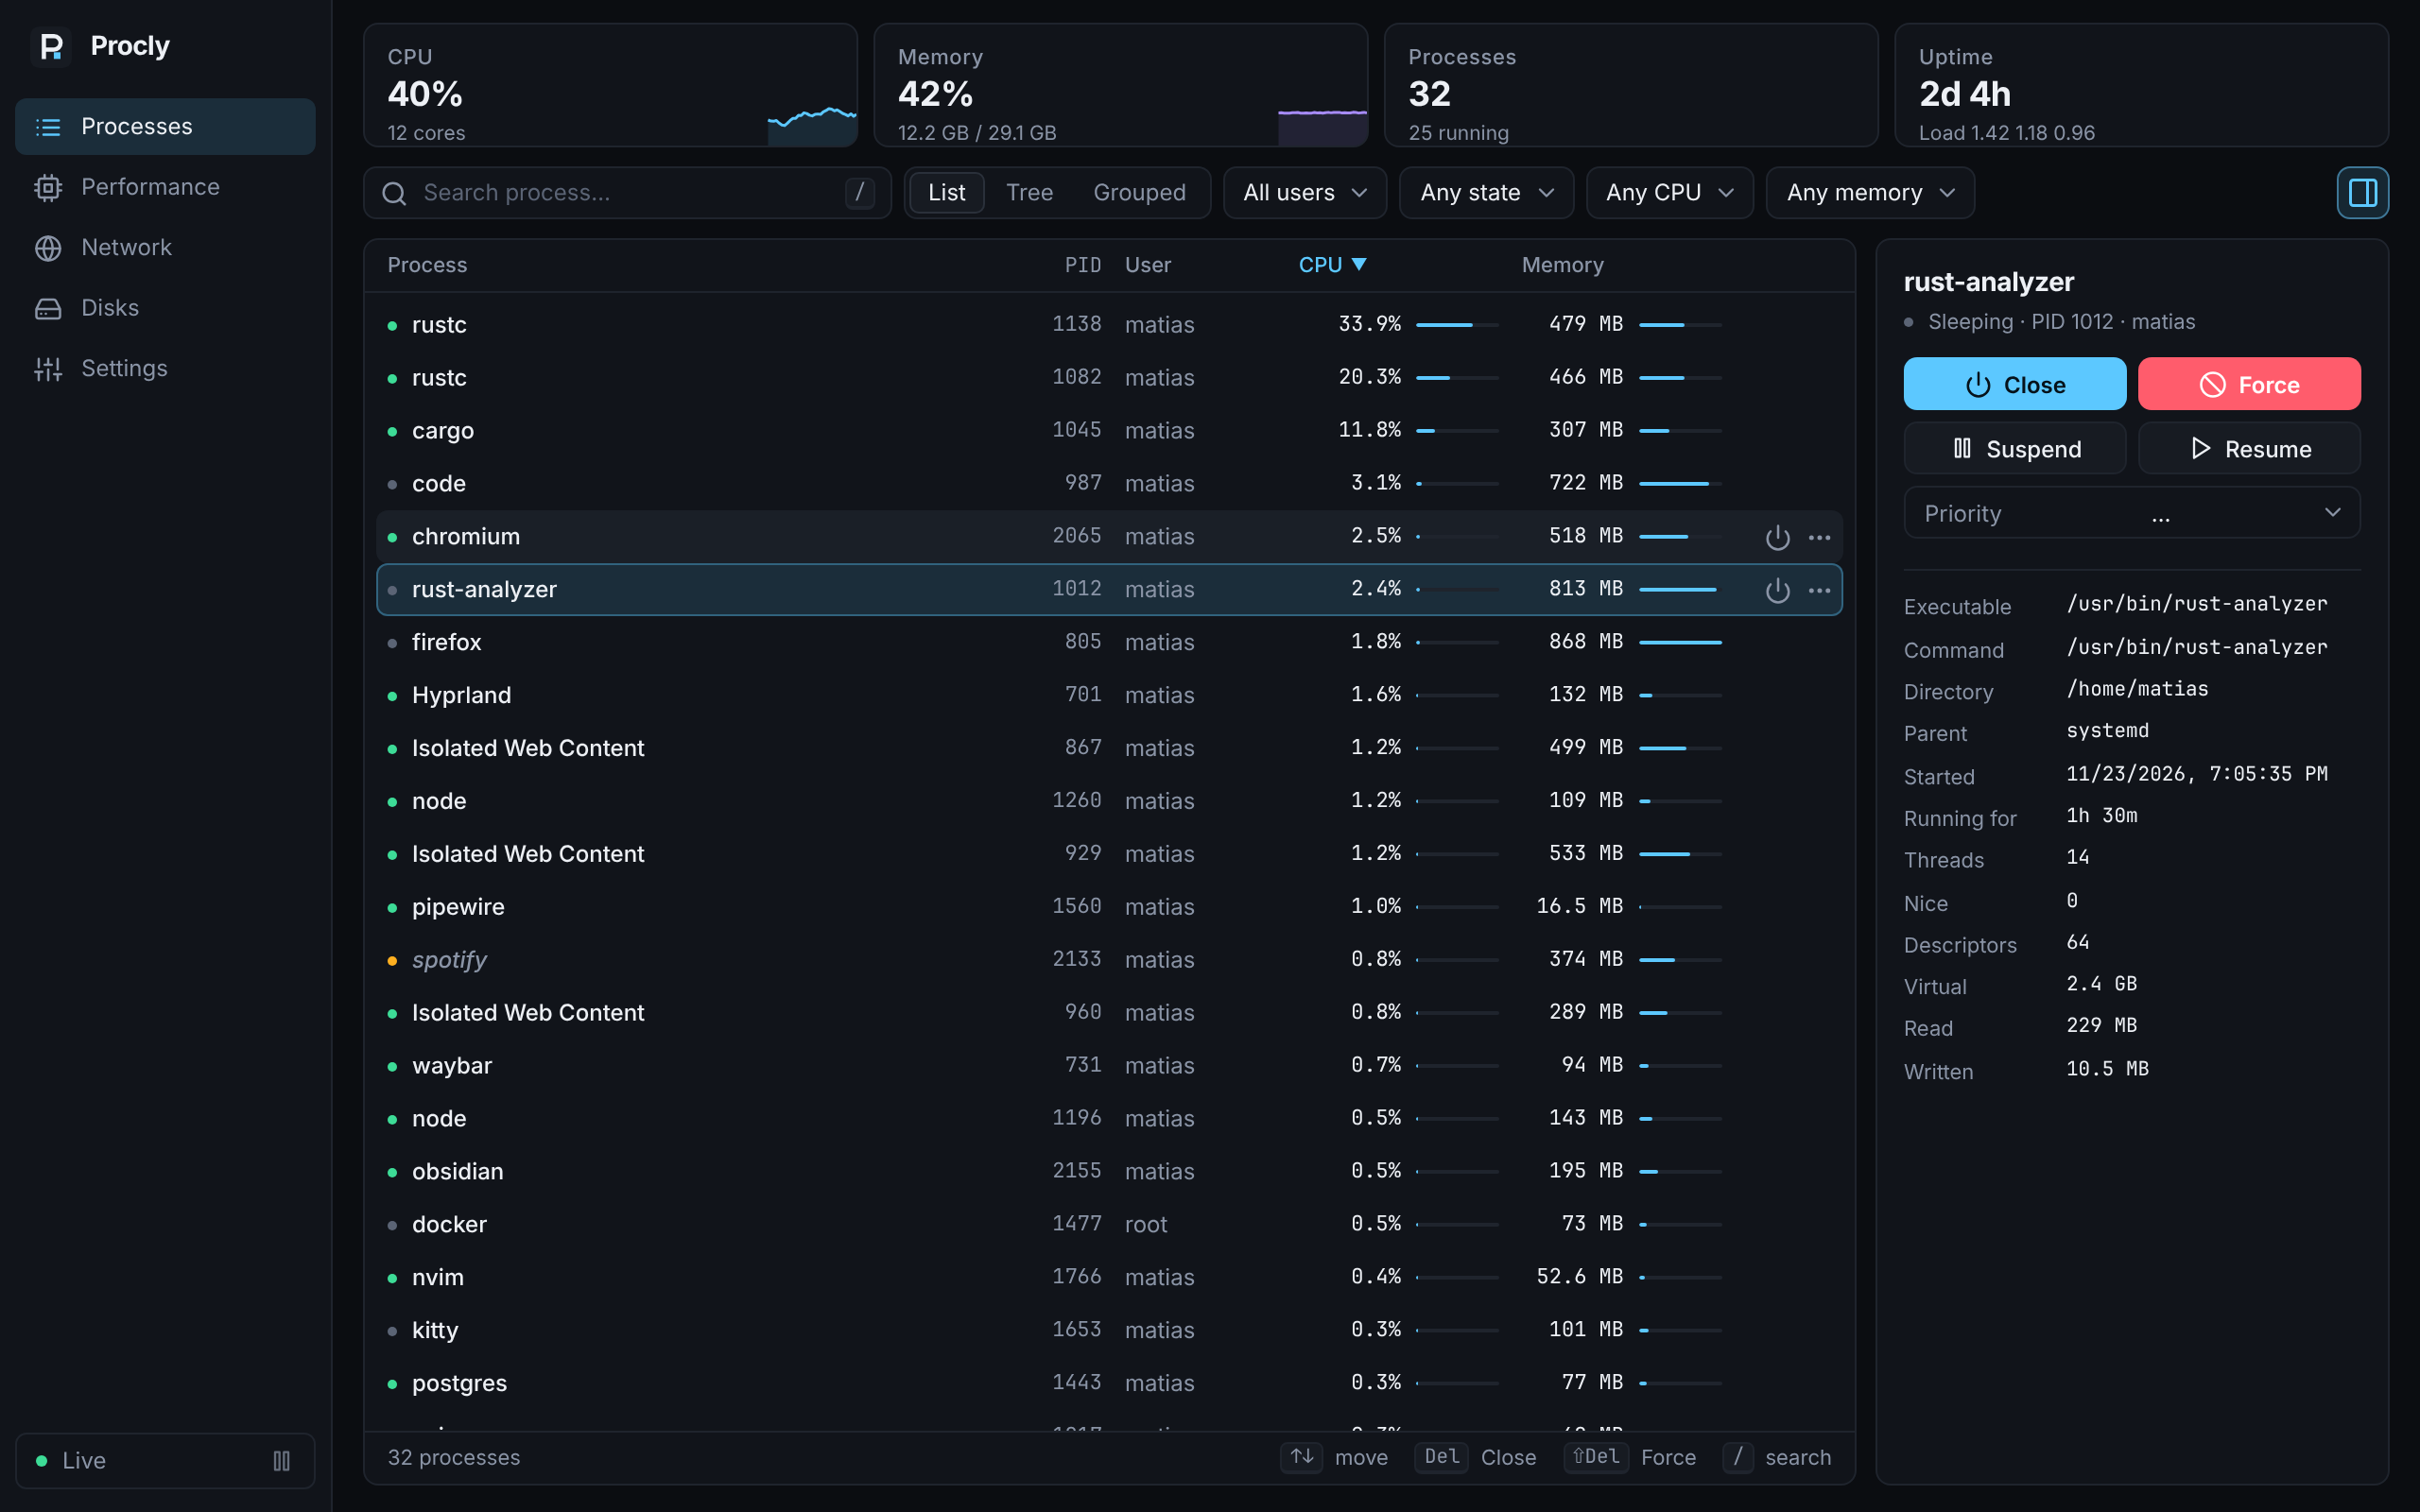 Procly
Processes
Performance
Network
Disks
Settings
Live
CPU
40%
12 cores
Memory
42%
12.2 GB / 29.1 GB
Processes
32
25 running
Uptime
2d 4h
Load 1.42 1.18 0.96
Search process... /
List Tree Grouped All users Any state Any CPU Any memory
Process PID User CPU ▼ Memory
rustc 1138 matias 33.9% 479 MB
rustc 1082 matias 20.3% 466 MB
cargo 1045 matias 11.8% 307 MB
code 987 matias 3.1% 722 MB
chromium 2065 matias 2.5% 518 MB
rust-analyzer 1012 matias 2.4% 813 MB
firefox 805 matias 1.8% 868 MB
Hyprland 701 matias 1.6% 132 MB
Isolated Web Content 867 matias 1.2% 499 MB
node 1260 matias 1.2% 109 MB
Isolated Web Content 929 matias 1.2% 533 MB
pipewire 1560 matias 1.0% 16.5 MB
spotify 2133 matias 0.8% 374 MB
Isolated Web Content 960 matias 0.8% 289 MB
waybar 731 matias 0.7% 94 MB
node 1196 matias 0.5% 143 MB
obsidian 2155 matias 0.5% 195 MB
docker 1477 root 0.5% 73 MB
nvim 1766 matias 0.4% 52.6 MB
kitty 1653 matias 0.3% 101 MB
postgres 1443 matias 0.3% 77 MB
32 processes ↑↓ move Del Close ⇧Del Force / search
rust-analyzer
Sleeping · PID 1012 · matias
Close Force
Suspend Resume
Priority ...
Executable /usr/bin/rust-analyzer
Command /usr/bin/rust-analyzer
Directory /home/matias
Parent systemd
Started 11/23/2026, 7:05:35 PM
Running for 1h 30m
Threads 14
Nice 0
Descriptors 64
Virtual 2.4 GB
Read 229 MB
Written 10.5 MB